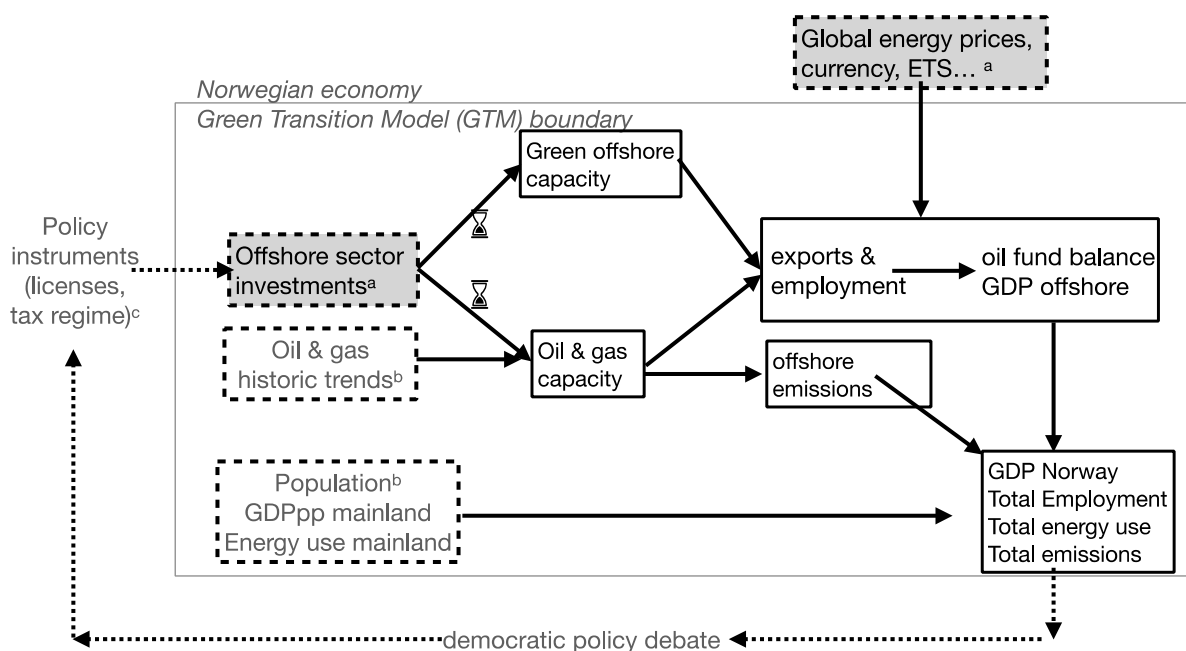 Global energy prices,
currency, ETS… ᵃ
Norwegian economy
Green Transition Model (GTM) boundary
Green offshore
capacity
Policy
instruments
(licenses,
tax regime)ᶜ
Offshore sector
investmentsᵃ
exports &
employment
oil fund balance
GDP offshore
Oil & gas
historic trendsᵇ
Oil & gas
capacity
offshore
emissions
Populationᵇ
GDPpp mainland
Energy use mainland
GDP Norway
Total Employment
Total energy use
Total emissions
democratic policy debate